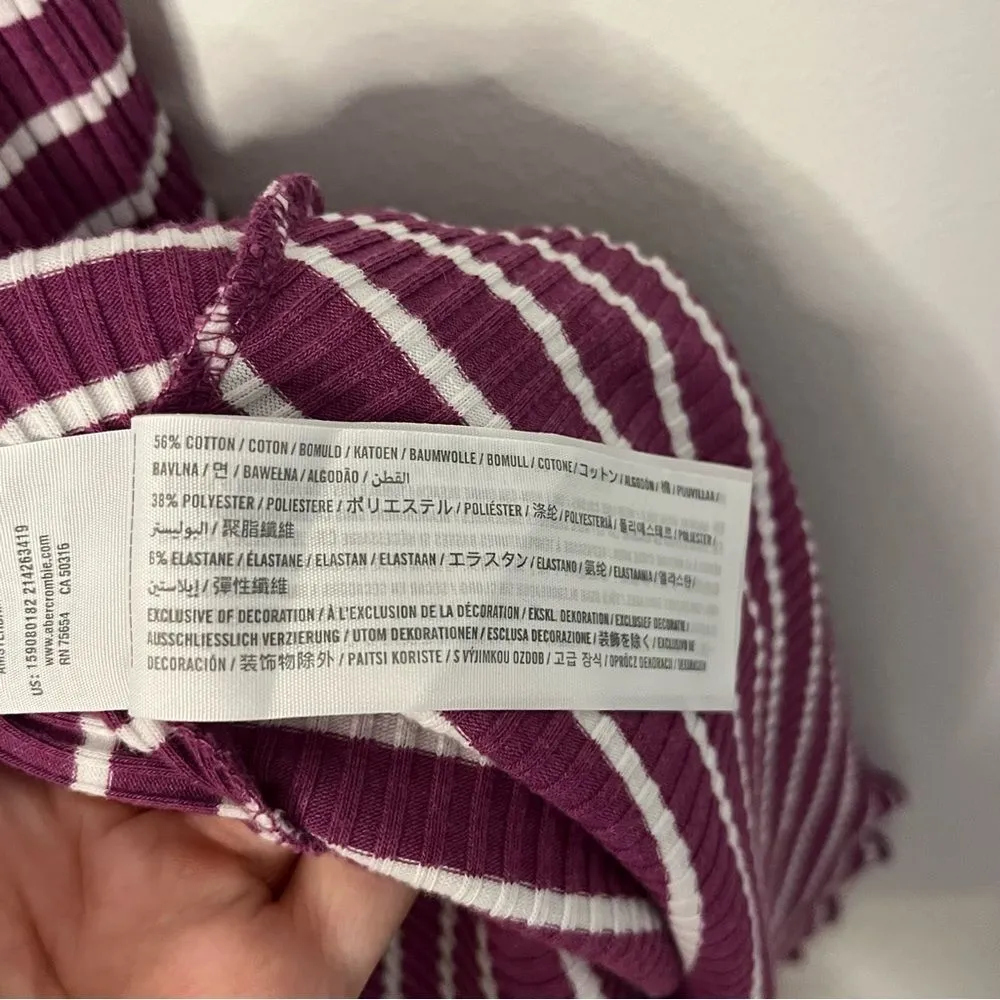 56% COTTON / COTON / BOMULD / KATOEN / BAUMWOLLE / BOMULL / COTONE / コットン / ALGODÓN / 棉 / PUUVILLAA /
BAVLNA / 면 / BAWEŁNA / ALGODÃO / القطن
38% POLYESTER / POLIESTERE / ポリエステル / POLIÉSTER / 涤纶 / POLYESTERIÄ / 폴리에스테르 / POLIESTER /
البوليستر / 聚脂纖維
6% ELASTANE / ÉLASTANE / ELASTAN / ELASTAAN / エラスタン / ELASTANO / 氨纶 / ELASTAANIA / 엘라스탄 /
إيلاستين / 彈性纖維
EXCLUSIVE OF DECORATION / À L'EXCLUSION DE LA DÉCORATION / EKSKL. DEKORATION / EXCLUSIEF DECORATIE /
AUSSCHLIESSLICH VERZIERUNG / UTOM DEKORATIONEN / ESCLUSA DECORAZIONE / 装飾を除く / EXCLUSIVO DE
DECORACIÓN / 装饰物除外 / PAITSI KORISTE / S VÝJIMKOU OZDOB / 고급 장식 / OPRÓCZ DEKORACJI /
US: 159080182 214263419
www.abercrombie.com
RN 75654 CA 50316